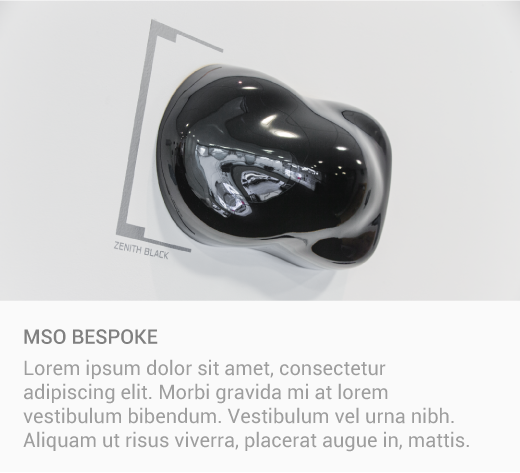 ZENITH BLACK
MSO BESPOKE
Lorem ipsum dolor sit amet, consectetur
adipiscing elit. Morbi gravida mi at lorem
vestibulum bibendum. Vestibulum vel urna nibh.
Aliquam ut risus viverra, placerat augue in, mattis.